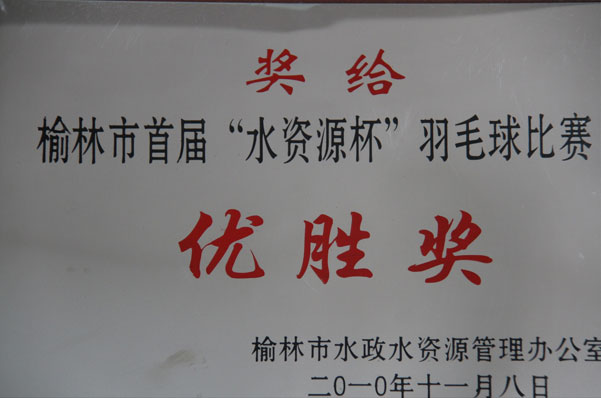 奖给
榆林市首届“水资源杯”羽毛球比赛
优胜奖
榆林市水政水资源管理办公室
二0一0年十一月八日